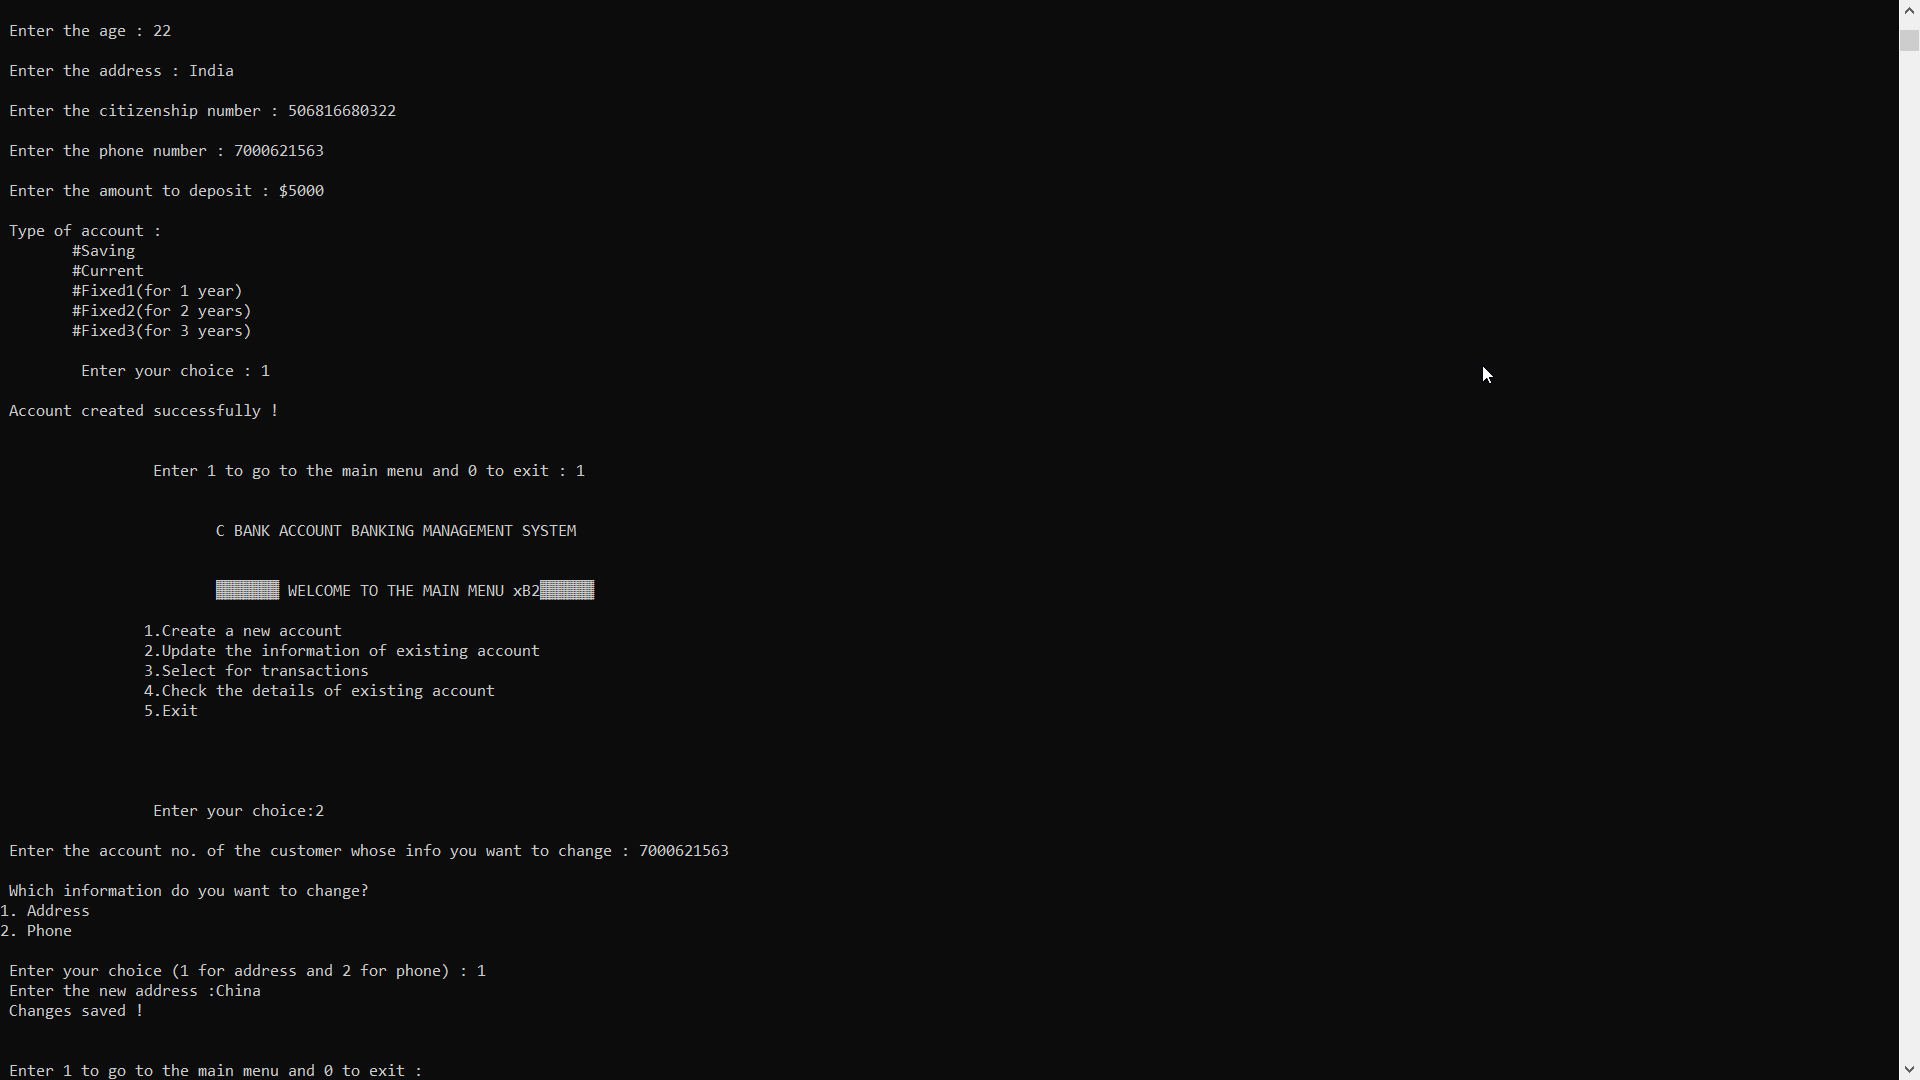 Enter the age : 22
Enter the address : India
Enter the citizenship number : 506816680322
Enter the phone number : 7000621563
Enter the amount to deposit : $5000
Type of account :
#Saving
#Current
#Fixed1(for 1 year)
#Fixed2(for 2 years)
#Fixed3(for 3 years)
Enter your choice : 1
Account created successfully !
Enter 1 to go to the main menu and 0 to exit : 1
C BANK ACCOUNT BANKING MANAGEMENT SYSTEM
▓▓▓▓▓▓▓ WELCOME TO THE MAIN MENU xB2▓▓▓▓▓▓
1.Create a new account
2.Update the information of existing account
3.Select for transactions
4.Check the details of existing account
5.Exit
Enter your choice:2
Enter the account no. of the customer whose info you want to change : 7000621563
Which information do you want to change?
1. Address
2. Phone
Enter your choice (1 for address and 2 for phone) : 1
Enter the new address :China
Changes saved !
Enter 1 to go to the main menu and 0 to exit :